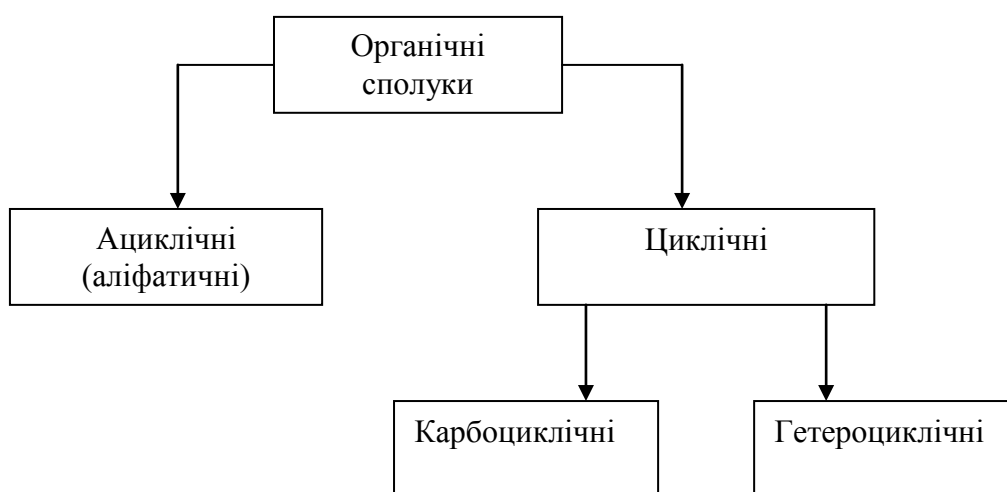 Органічні
сполуки
Ациклічні
(аліфатичні)
Циклічні
Карбоциклічні
Гетероциклічні